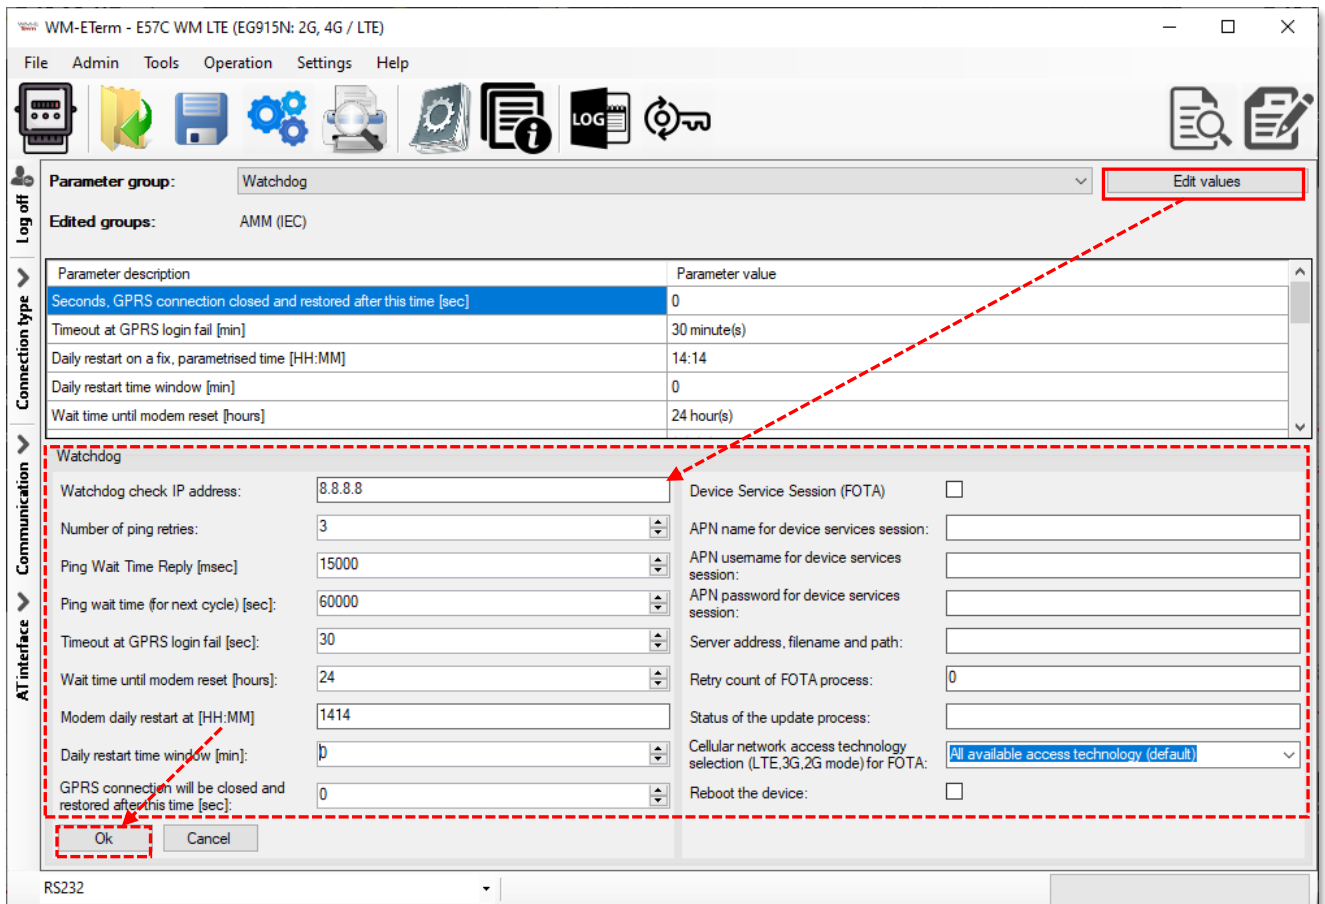 WM-ETerm - E57C WM LTE (EG915N: 2G, 4G / LTE)
File Admin Tools Operation Settings Help
LOG
Log off
Connection type
Communication
AT interface
Parameter group: Watchdog Edit values
Edited groups: AMM (IEC)
Parameter description Parameter value
Seconds, GPRS connection closed and restored after this time [sec] 0
Timeout at GPRS login fail [min] 30 minute(s)
Daily restart on a fix, parametrised time [HH:MM] 14:14
Daily restart time window [min] 0
Wait time until modem reset [hours] 24 hour(s)
Watchdog
Watchdog check IP address: 8.8.8.8
Number of ping retries: 3
Ping Wait Time Reply [msec] 15000
Ping wait time (for next cycle) [sec]: 60000
Timeout at GPRS login fail [sec]: 30
Wait time until modem reset [hours]: 24
Modem daily restart at [HH:MM] 1414
Daily restart time window [min]: 0
GPRS connection will be closed and
restored after this time [sec]: 0
Device Service Session (FOTA)
APN name for device services session:
APN username for device services
session:
APN password for device services
session:
Server address, filename and path:
Retry count of FOTA process: 0
Status of the update process:
Cellular network access technology
selection (LTE,3G,2G mode) for FOTA: All available access technology (default)
Reboot the device:
Ok Cancel
RS232